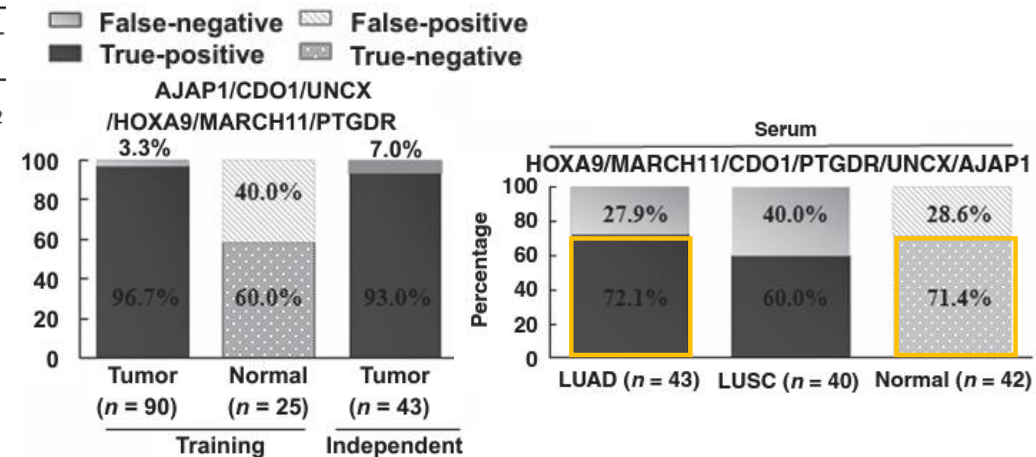 False-negative False-positive
True-positive True-negative
AJAP1/CDO1/UNCX
/HOXA9/MARCH11/PTGDR
3.3% 7.0%
100
80
60
40
20
0
40.0%
96.7% 60.0% 93.0%
Tumor Normal Tumor
(n = 90) (n = 25) (n = 43)
Training Independent
2
Serum
HOXA9/MARCH11/CDO1/PTGDR/UNCX/AJAP1
Percentage
100
80
60
40
20
0
27.9% 40.0% 28.6%
72.1% 60.0% 71.4%
LUAD (n = 43) LUSC (n = 40) Normal (n = 42)